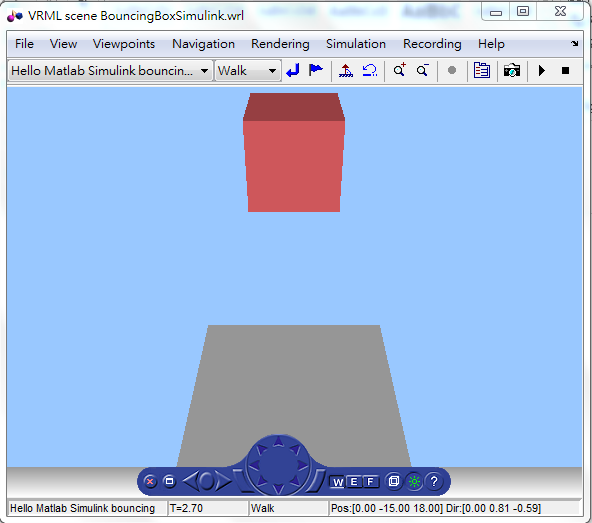 VRML scene BouncingBoxSimulink.wrl
File View Viewpoints Navigation Rendering Simulation Recording Help
Hello Matlab Simulink bouncin... Walk
W E F ?
Hello Matlab Simulink bouncing T=2.70 Walk Pos:[0.00 -15.00 18.00] Dir:[0.00 0.81 -0.59]